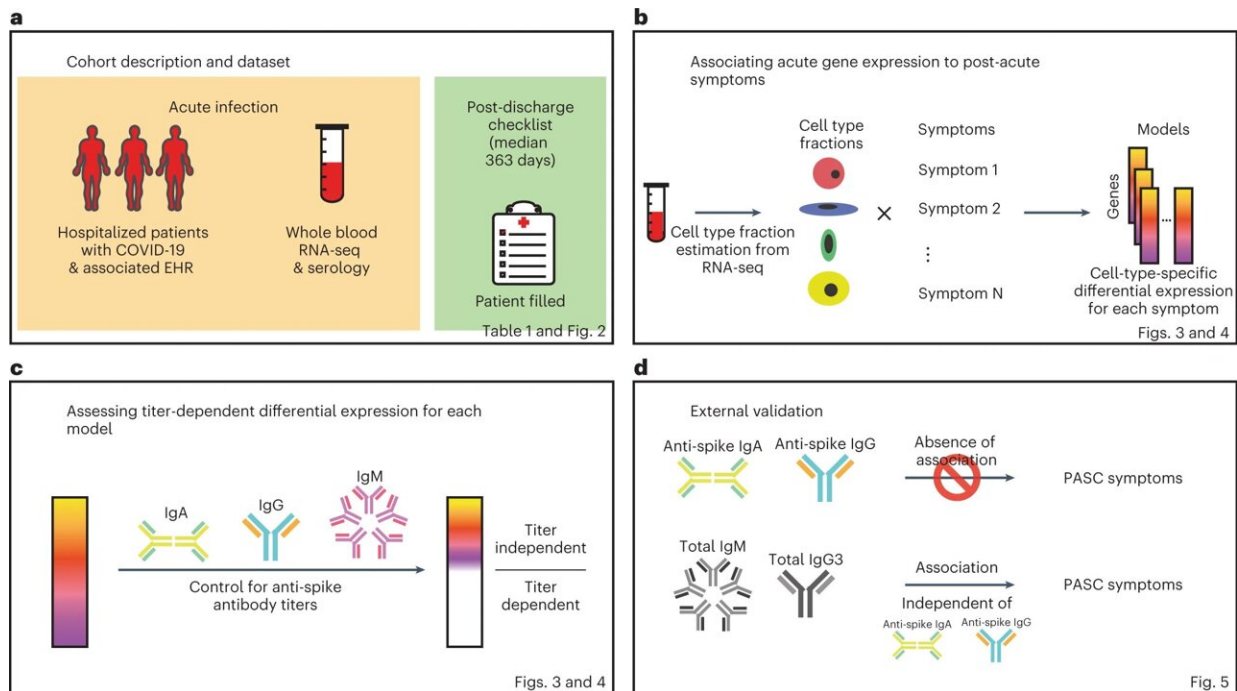 a
Cohort description and dataset
Acute infection
Hospitalized patients
with COVID-19
& associated EHR
Whole blood
RNA-seq
& serology
Post-discharge
checklist
(median
363 days)
Patient filled
Table 1 and Fig. 2
b
Associating acute gene expression to post-acute
symptoms
Cell type fraction
estimation from
RNA-seq
Cell type
fractions
×
Symptoms
Symptom 1
Symptom 2
⋮
Symptom N
Models
Genes
...
Cell-type-specific
differential expression
for each symptom
Figs. 3 and 4
c
Assessing titer-dependent differential expression for each
model
IgA
IgG
IgM
Control for anti-spike
antibody titers
Titer
independent
Titer
dependent
Figs. 3 and 4
d
External validation
Anti-spike IgA
Anti-spike IgG
Absence of
association
PASC symptoms
Total IgM
Total IgG3
Association
Independent of
Anti-spike IgA
Anti-spike IgG
PASC symptoms
Fig. 5